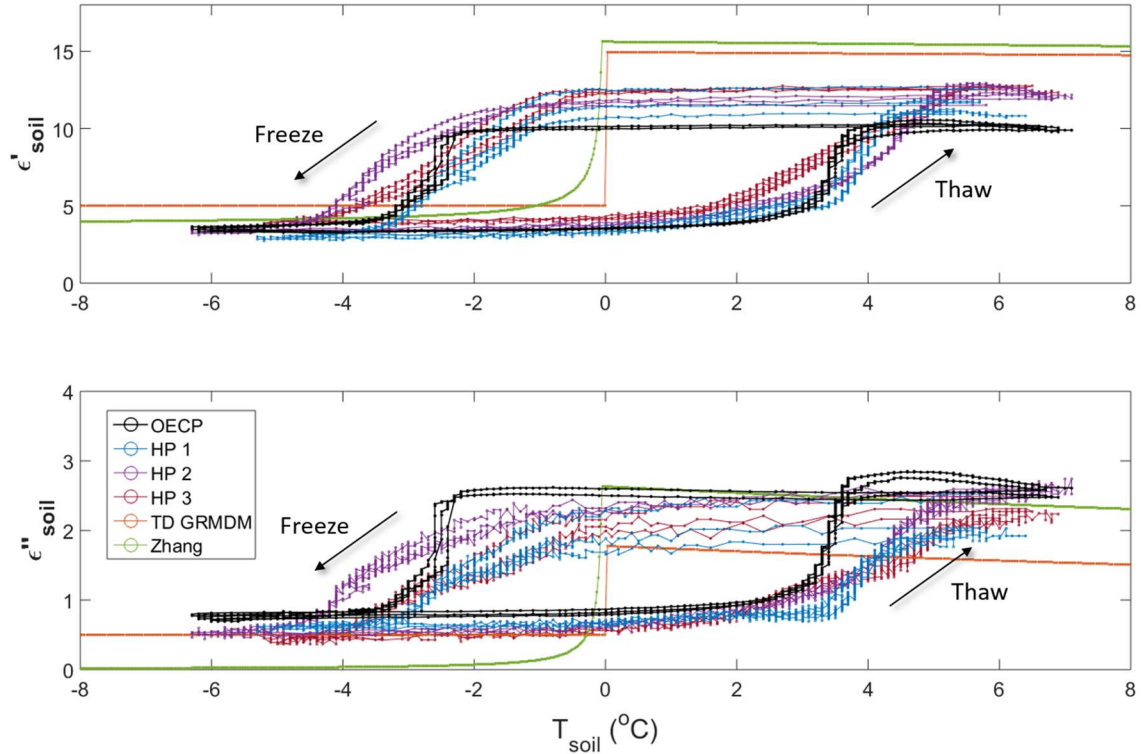 15
10
5
0
ϵ'soil
Freeze
Thaw
-8 -6 -4 -2 0 2 4 6 8
4
3
2
1
0
ϵ''soil
OECP
HP 1
HP 2
HP 3
TD GRMDM
Zhang
Freeze
Thaw
-8 -6 -4 -2 0 2 4 6 8
Tsoil (°C)